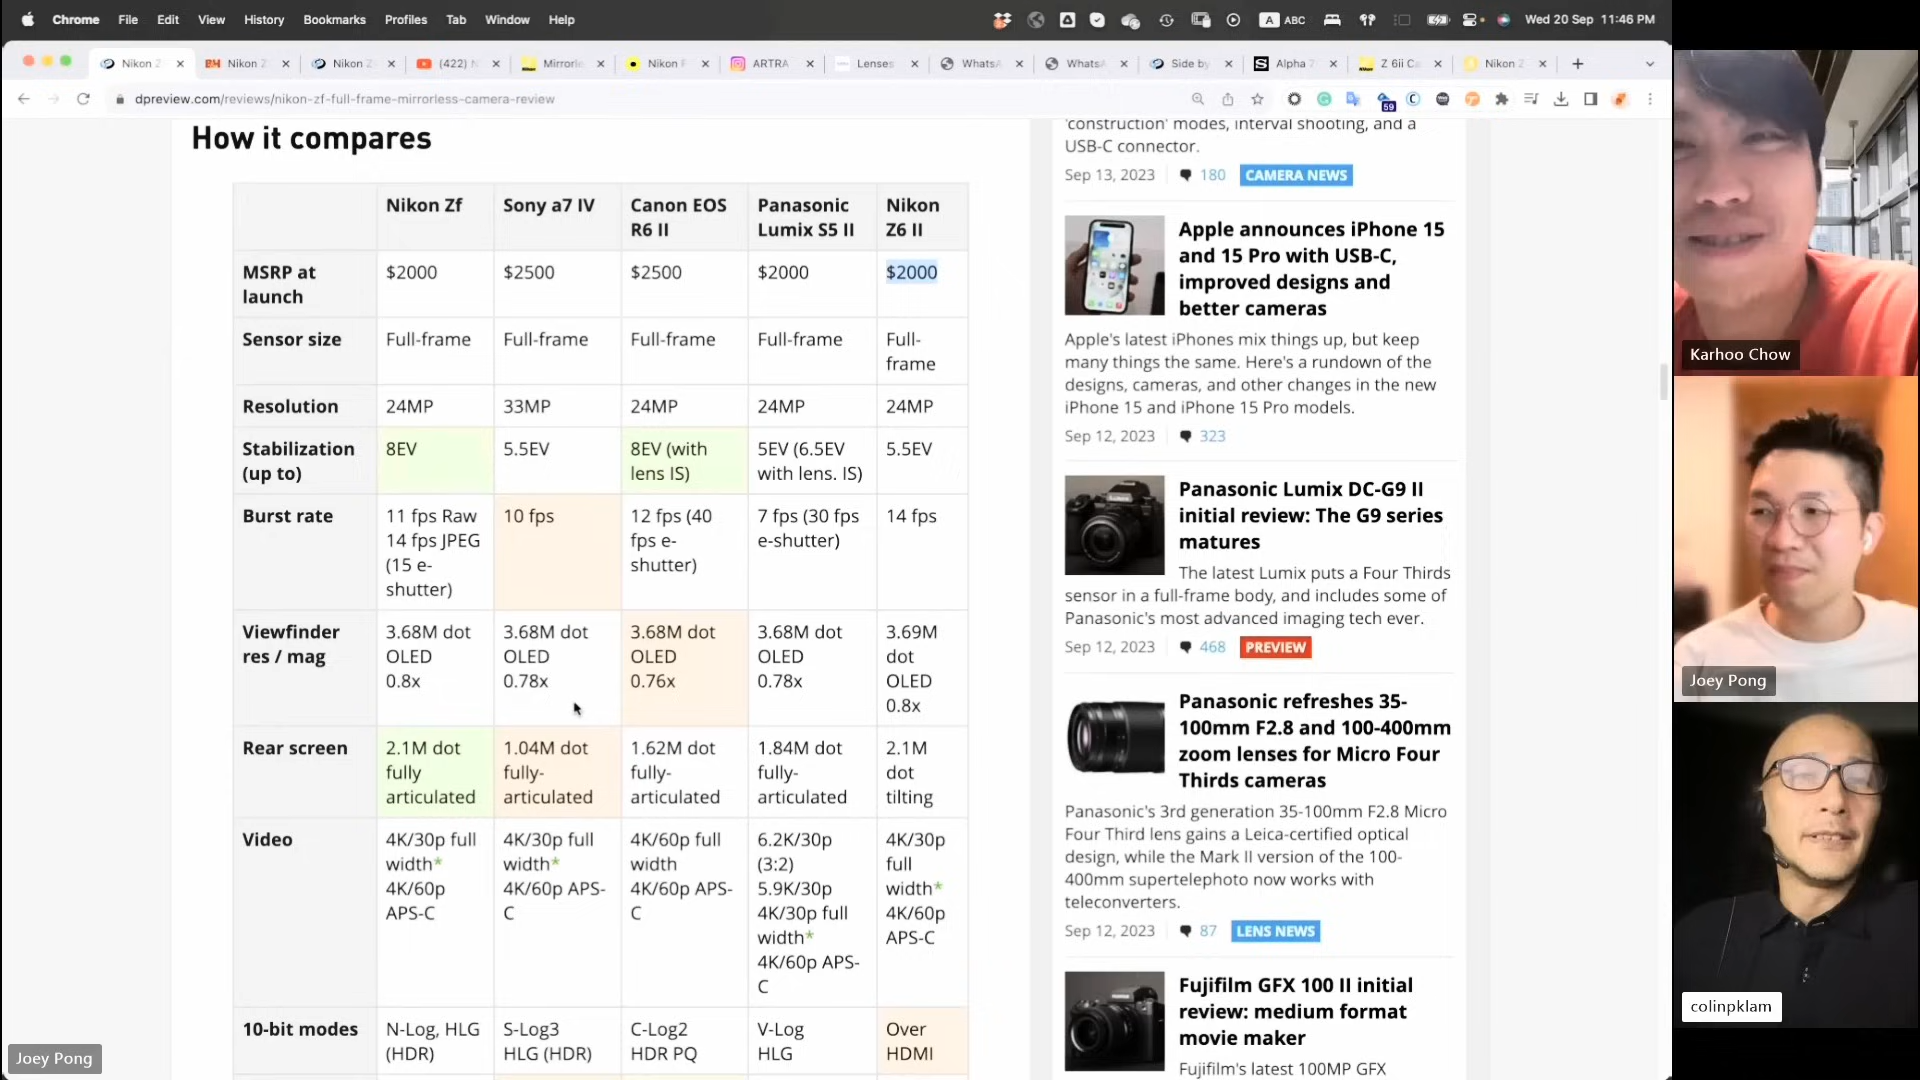 Chrome File Edit View History Bookmarks Profiles Tab Window Help
A ABC Wed 20 Sep 11:46 PM
Nikon Z
BH Nikon Z
Nikon Z
(422) N
Mirrorle
Nikon
ARTRA
Lenses
WhatsA
WhatsA
Side by
Alpha 7
Z 6ii Ca
Nikon Z
dpreview.com/reviews/nikon-zf-full-frame-mirrorless-camera-review
59
How it compares
Nikon Zf
Sony a7 IV
Canon EOS
R6 II
Panasonic
Lumix S5 II
Nikon
Z6 II
MSRP at
launch
$2000
$2500
$2500
$2000
$2000
Sensor size
Full-frame
Full-frame
Full-frame
Full-frame
Full-
frame
Resolution
24MP
33MP
24MP
24MP
24MP
Stabilization
(up to)
8EV
5.5EV
8EV (with
lens IS)
5EV (6.5EV
with lens. IS)
5.5EV
Burst rate
11 fps Raw
14 fps JPEG
(15 e-
shutter)
10 fps
12 fps (40
fps e-
shutter)
7 fps (30 fps
e-shutter)
14 fps
Viewfinder
res / mag
3.68M dot
OLED
0.8x
3.68M dot
OLED
0.78x
3.68M dot
OLED
0.76x
3.68M dot
OLED
0.78x
3.69M
dot
OLED
0.8x
Rear screen
2.1M dot
fully
articulated
1.04M dot
fully-
articulated
1.62M dot
fully-
articulated
1.84M dot
fully-
articulated
2.1M
dot
tilting
Video
4K/30p full
width*
4K/60p
APS-C
4K/30p full
width*
4K/60p APS-
C
4K/60p full
width
4K/60p APS-
C
6.2K/30p
(3:2)
5.9K/30p
4K/30p full
width*
4K/60p APS-
C
4K/30p
full
width*
4K/60p
APS-C
10-bit modes
N-Log, HLG
(HDR)
S-Log3
HLG (HDR)
C-Log2
HDR PQ
V-Log
HLG
Over
HDMI
'construction' modes, interval shooting, and a
USB-C connector.
Sep 13, 2023 180 CAMERA NEWS
Apple announces iPhone 15
and 15 Pro with USB-C,
improved designs and
better cameras
Apple's latest iPhones mix things up, but keep
many things the same. Here's a rundown of the
designs, cameras, and other changes in the new
iPhone 15 and iPhone 15 Pro models.
Sep 12, 2023 323
Panasonic Lumix DC-G9 II
initial review: The G9 series
matures
The latest Lumix puts a Four Thirds
sensor in a full-frame body, and includes some of
Panasonic's most advanced imaging tech ever.
Sep 12, 2023 468 PREVIEW
Panasonic refreshes 35-
100mm F2.8 and 100-400mm
zoom lenses for Micro Four
Thirds cameras
Panasonic's 3rd generation 35-100mm F2.8 Micro
Four Third lens gains a Leica-certified optical
design, while the Mark II version of the 100-
400mm supertelephoto now works with
teleconverters.
Sep 12, 2023 87 LENS NEWS
Fujifilm GFX 100 II initial
review: medium format
movie maker
Fujifilm's latest 100MP GFX
Karhoo Chow
Joey Pong
colinpklam
Joey Pong